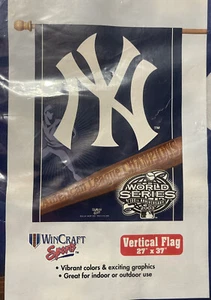 NY
WORLD
SERIES
WINCRAFT
Sports
Vertical Flag
27" x 37"
• Vibrant colors & exciting graphics
• Great for indoor or outdoor use